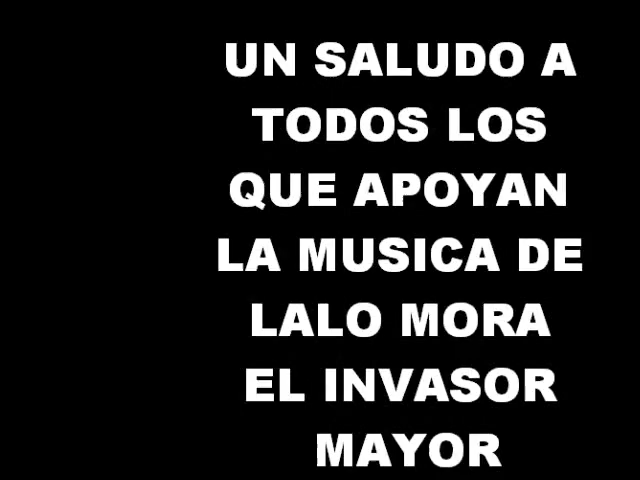 UN SALUDO A
TODOS LOS
QUE APOYAN
LA MUSICA DE
LALO MORA
EL INVASOR
MAYOR